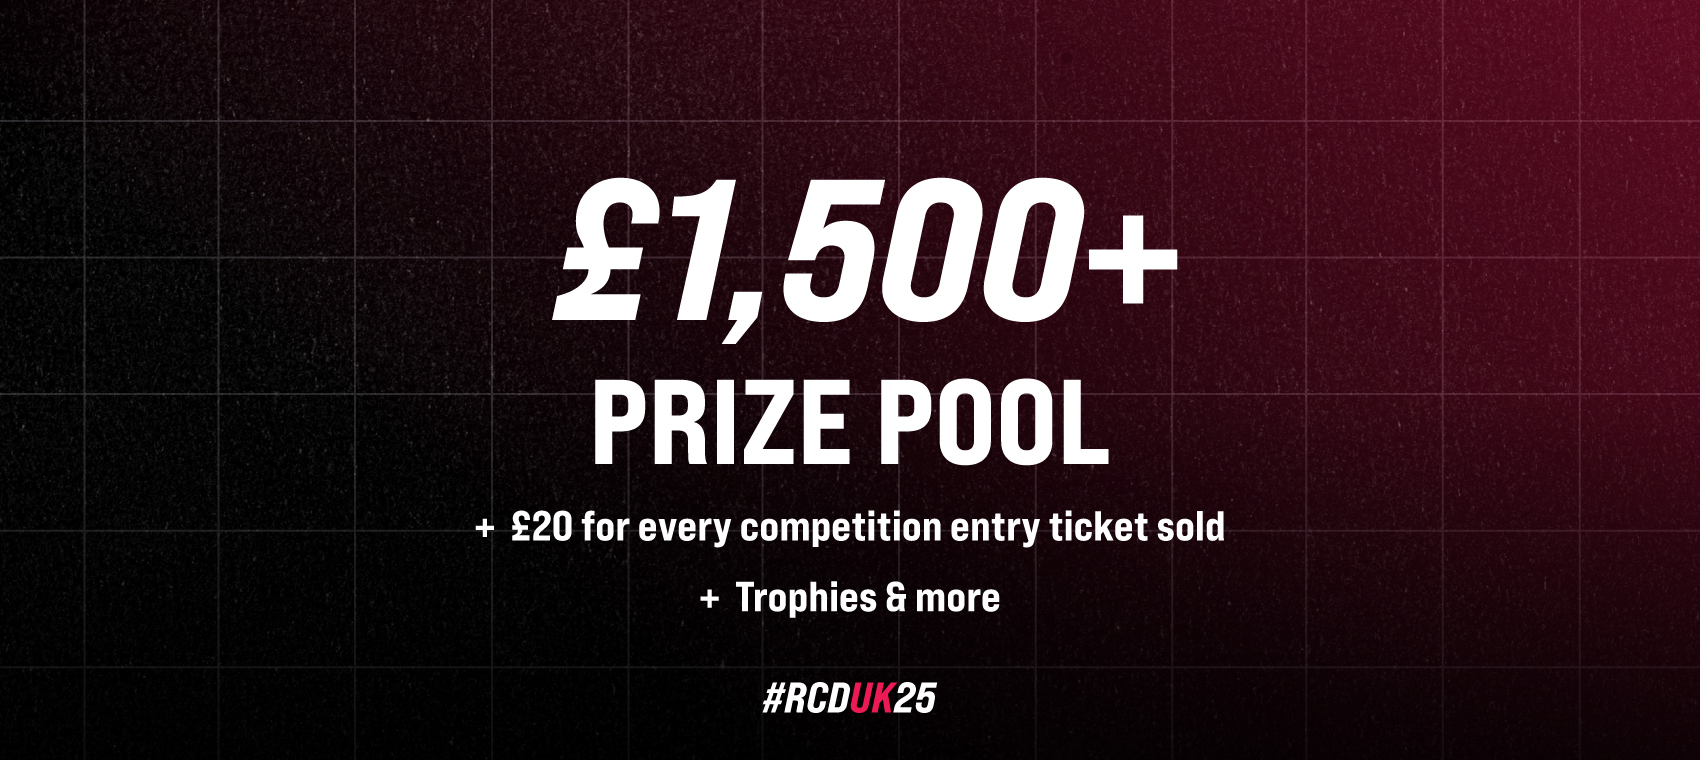 £1,500+
PRIZE POOL
+ £20 for every competition entry ticket sold
+ Trophies & more
#RCDUK25